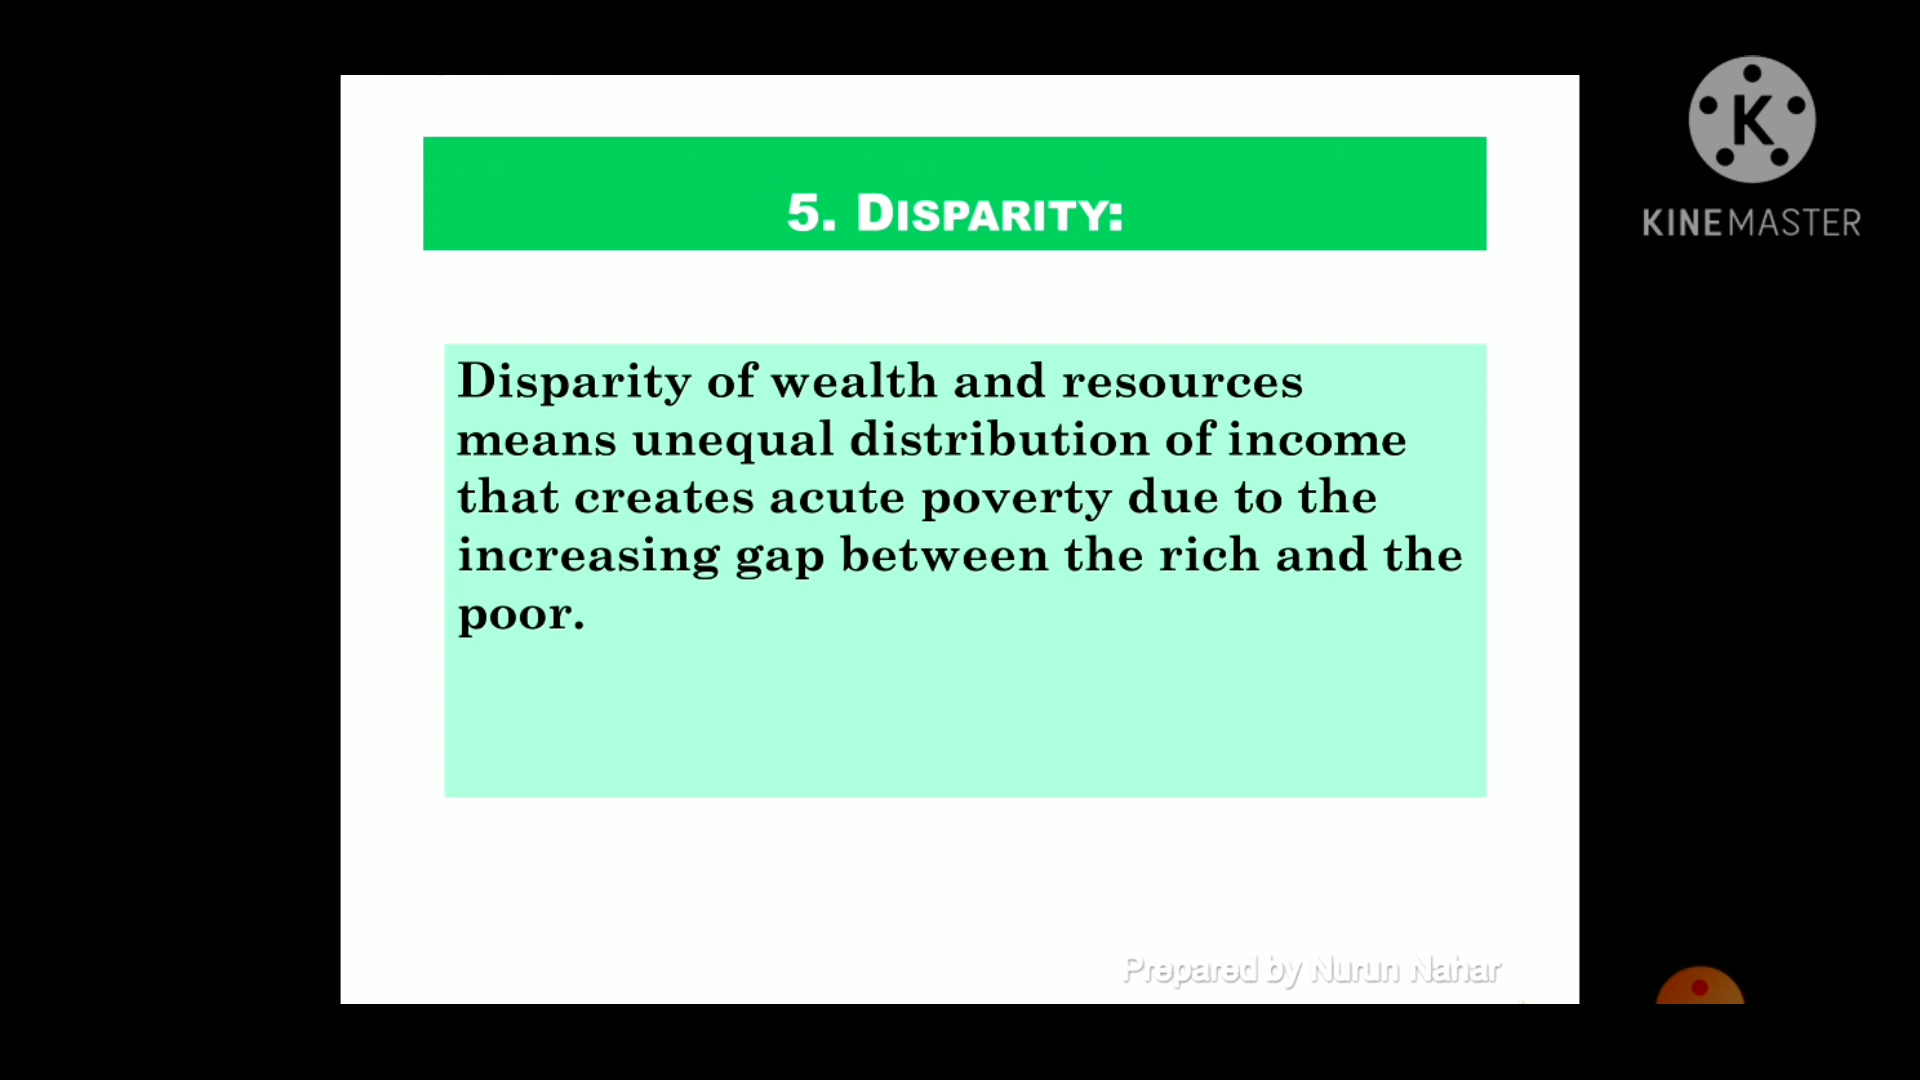 5. DISPARITY:
Disparity of wealth and resources
means unequal distribution of income
that creates acute poverty due to the
increasing gap between the rich and the
poor.
Prepared by Nurun Nahar
K
KINEMASTER